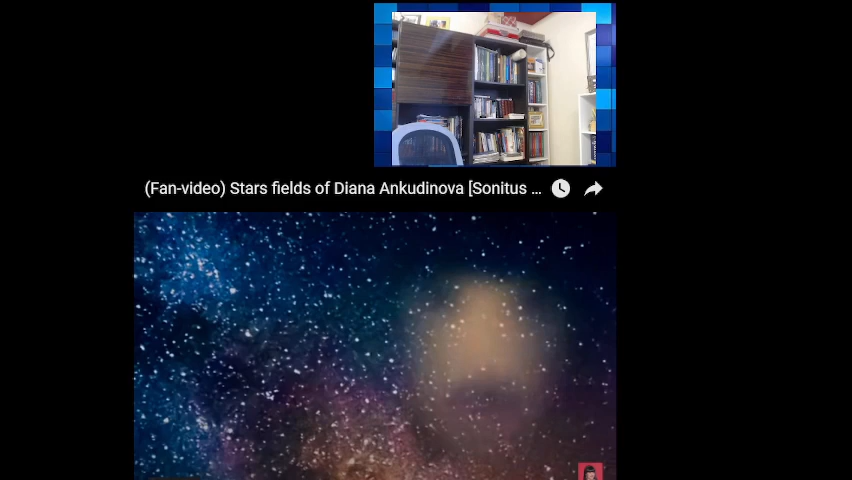 (Fan-video) Stars fields of Diana Ankudinova [Sonitus ...